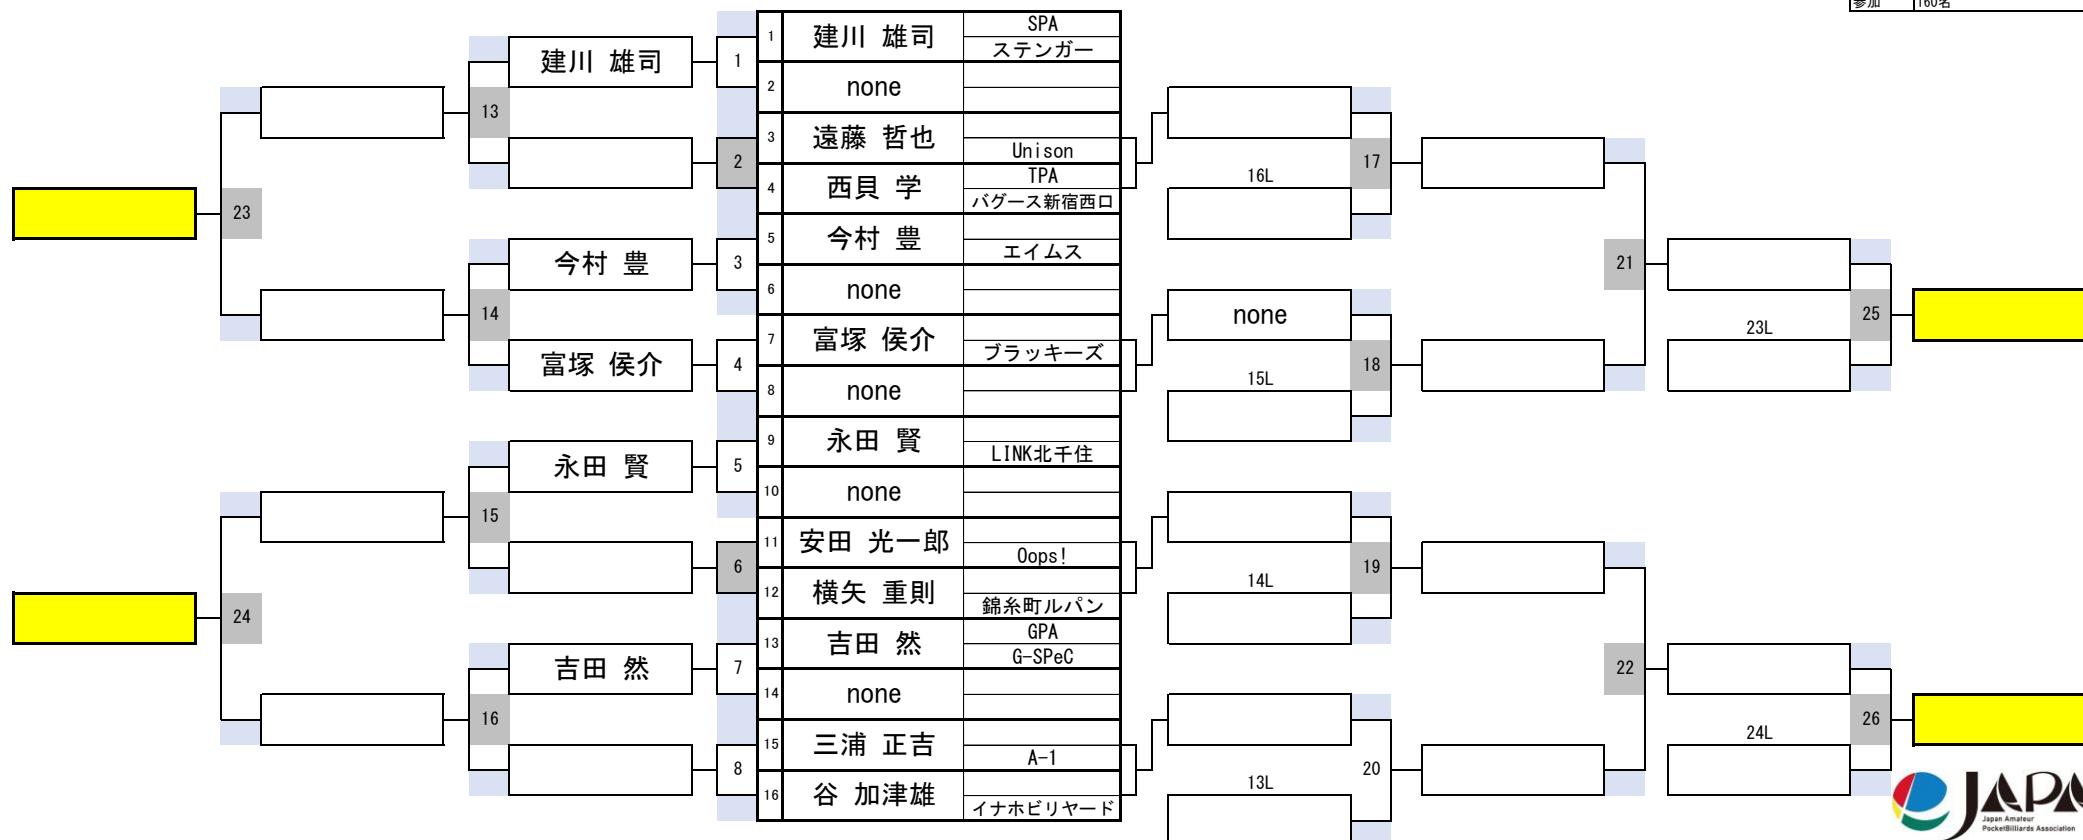 参加 160名
建川 雄司
1
13
2
23
今村 豊
3
14
富塚 侯介
4
永田 賢
5
15
6
24
吉田 然
7
16
8
1 建川 雄司 SPA ステンガー
2 none
3 遠藤 哲也 Unison
4 西貝 学 TPA バグース新宿西口
5 今村 豊 エイムス
6 none
7 富塚 侯介 ブラッキーズ
8 none
9 永田 賢 LINK北千住
10 none
11 安田 光一郎 Oops!
12 横矢 重則 錦糸町ルパン
13 吉田 然 GPA G-SPeC
14 none
15 三浦 正吉 A-1
16 谷 加津雄 イナホビリヤード
16L
17
21
none
15L
18
23L
25
14L
19
22
13L
20
24L
26
JAPA
Japan Amateur
PocketBilliards Association